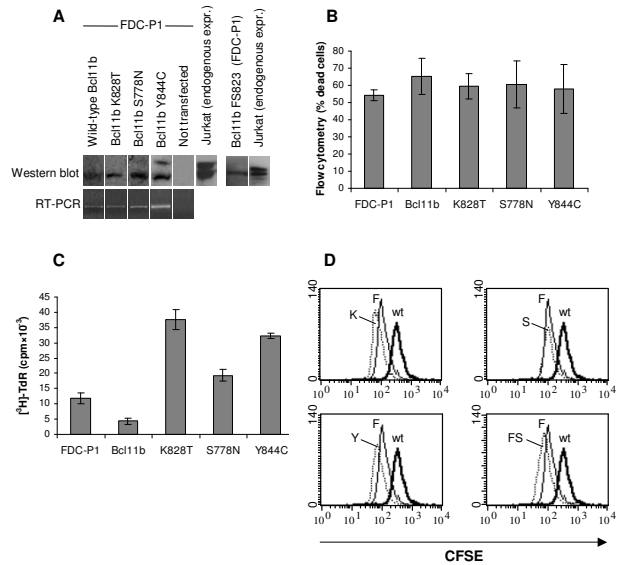 A
FDC-P1
Wild-type Bcl11b
Bcl11b K828T
Bcl11b S778N
Bcl11b Y844C
Not transfected
Jurkat (endogenous expr.)
Bcl11b FS823 (FDC-P1)
Jurkat (endogenous expr.)
Western blot
RT-PCR
B
Flow cytometry (% dead cells)
80
70
60
50
40
30
20
10
0
FDC-P1 Bcl11b K828T S778N Y844C
C
[³H]-TdR (cpm×10⁻³)
45
40
35
30
25
20
15
10
5
0
FDC-P1 Bcl11b K828T S778N Y844C
D
140
F
K
wt
0
10⁰ 10¹ 10² 10³ 10⁴
140
F
S
wt
0
10⁰ 10¹ 10² 10³ 10⁴
140
F
Y
wt
0
10⁰ 10¹ 10² 10³ 10⁴
140
F
FS
wt
0
10⁰ 10¹ 10² 10³ 10⁴
CFSE